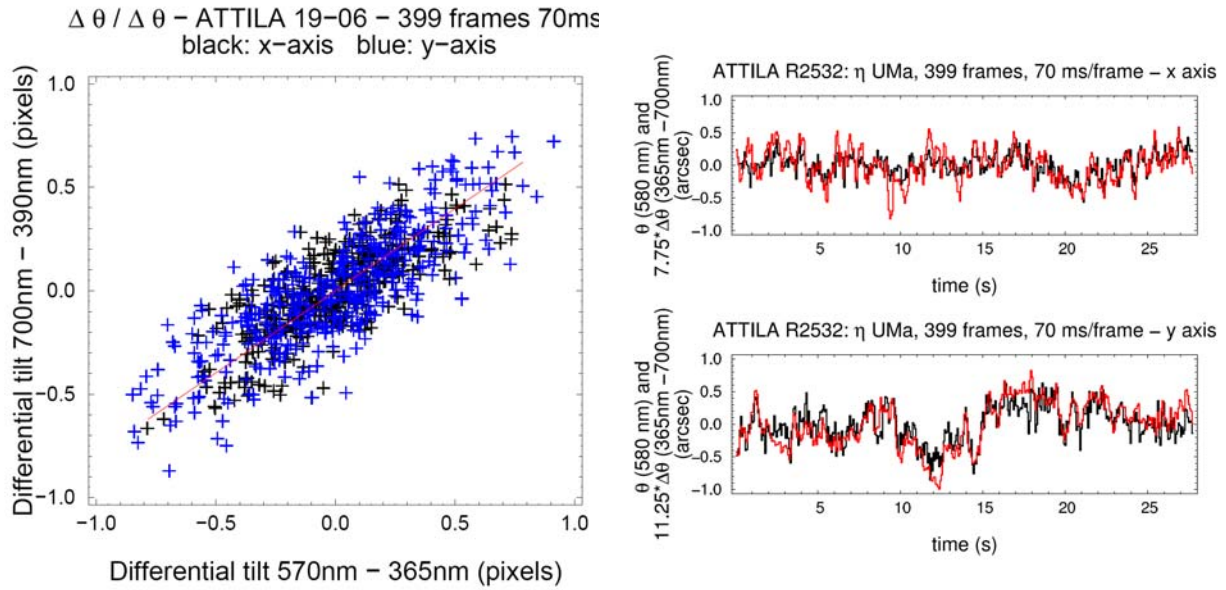 Δ θ / Δ θ − ATTILA 19−06 − 399 frames 70ms
black: x−axis blue: y−axis
Differential tilt 700nm − 390nm (pixels)
1.0
0.5
0.0
−0.5
−1.0
−1.0 −0.5 0.0 0.5 1.0
Differential tilt 570nm − 365nm (pixels)
ATTILA R2532: η UMa, 399 frames, 70 ms/frame − x axis
θ (580 nm) and
7.75*Δθ (365nm −700nm)
(arcsec)
1.0
0.5
0.0
−0.5
−1.0
5 10 15 20 25
time (s)
ATTILA R2532: η UMa, 399 frames, 70 ms/frame − y axis
θ (580 nm) and
11.25*Δθ (365nm −700nm)
(arcsec)
1.0
0.5
0.0
−0.5
−1.0
5 10 15 20 25
time (s)